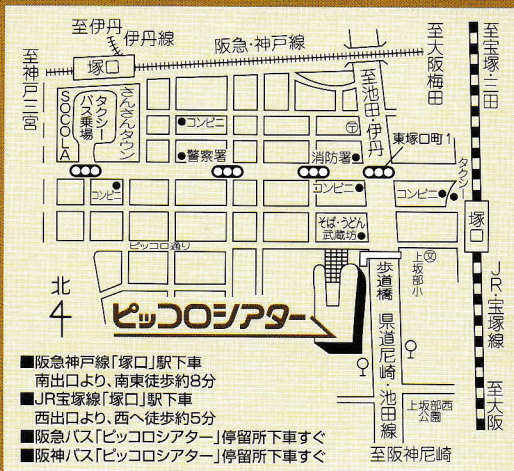 至伊丹
伊丹線
阪急・神戸線
至大阪梅田
至宝塚・三田
塚口
至神戸三宮
SOCOLA
タクシー
バス乗場
さんさんタウン
コンビニ
警察署
至池田・伊丹
〒
消防署
東塚口町1
コンビニ
コンビニ
コンビニ
タクシー
塚口
そば・うどん
武蔵坊
ピッコロ通り
文
上坂部小
歩道橋
JR・宝塚線
北
ピッコロシアター
県道尼崎・池田線
上坂部西
公園
至大阪
至阪神尼崎
■阪急神戸線「塚口」駅下車
南出口より、南東徒歩約8分
■JR宝塚線「塚口」駅下車
西出口より、西へ徒歩約5分
■阪急バス「ピッコロシアター」停留所下車すぐ
■阪神バス「ピッコロシアター」停留所下車すぐ